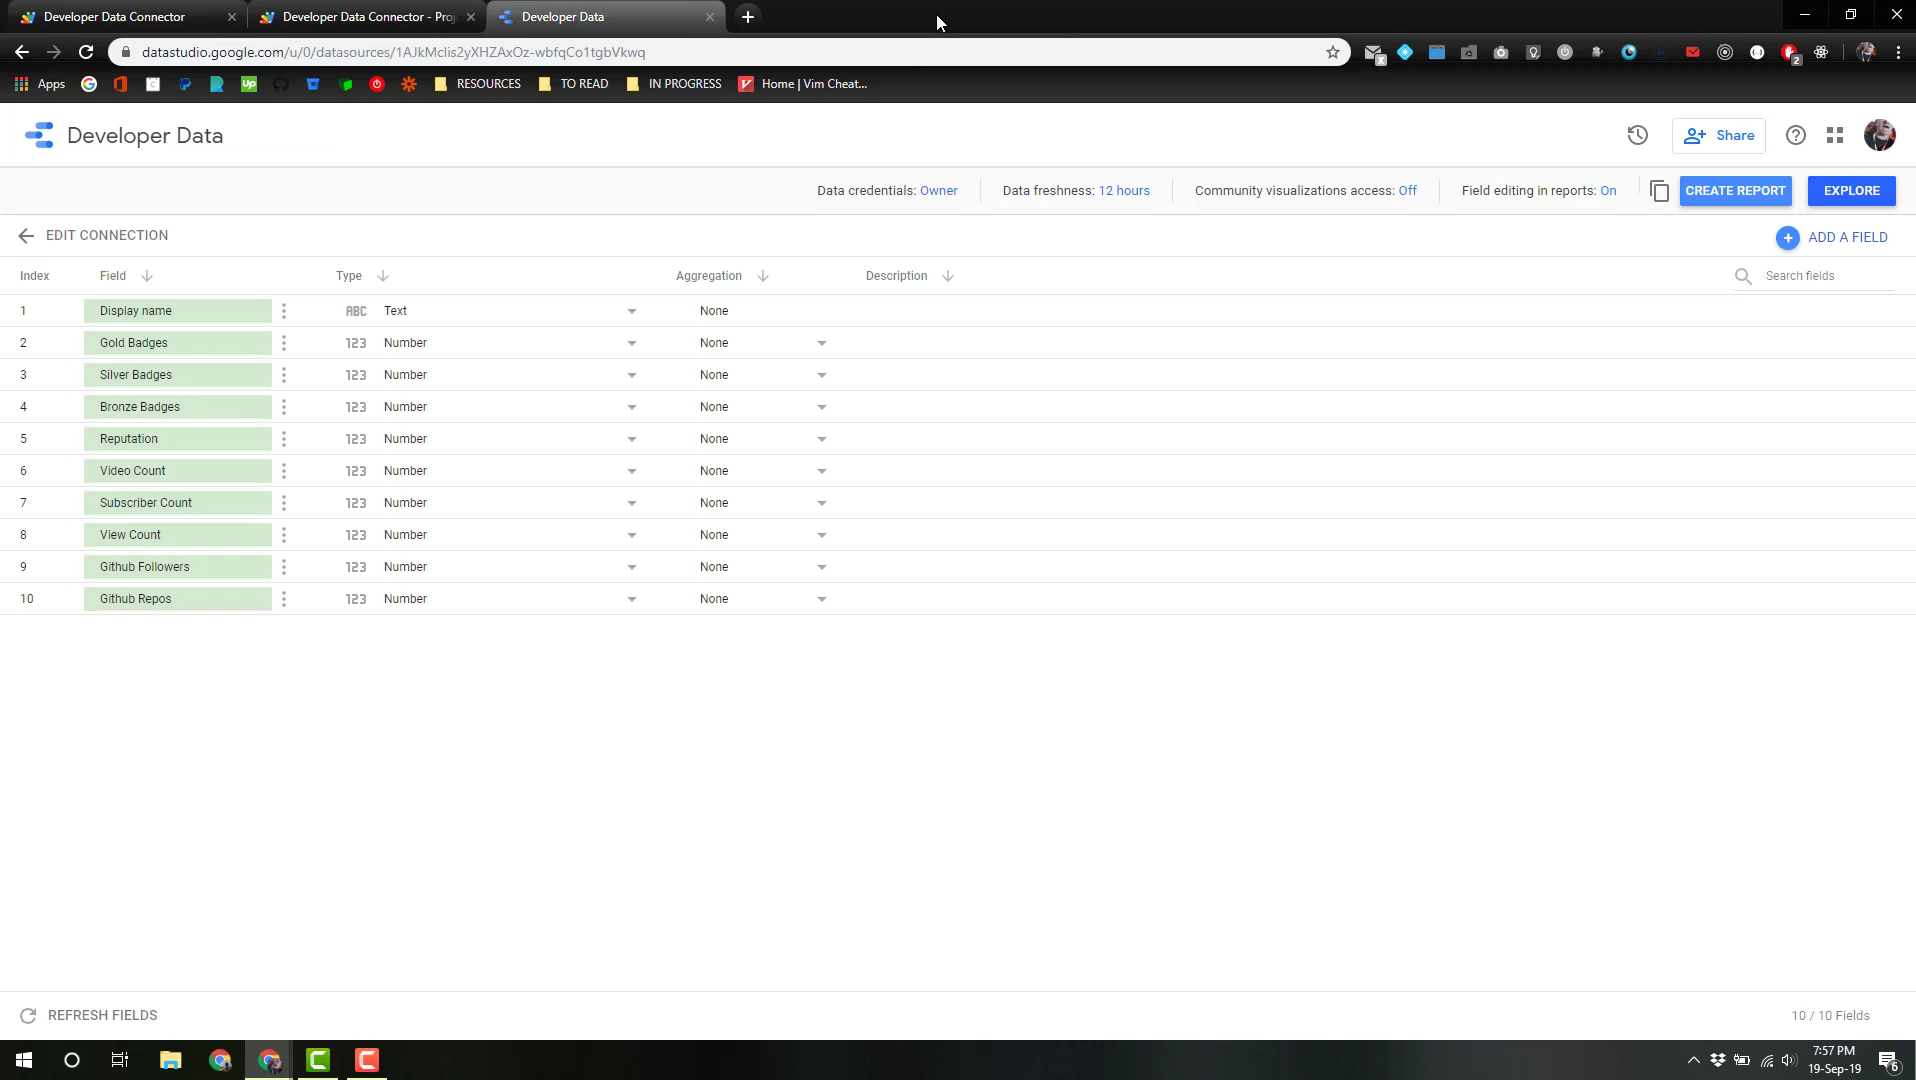 Developer Data Connector
Developer Data Connector - Proj
Developer Data
datastudio.google.com/u/0/datasources/1AJkMclis2yXHZAxOz-wbfqCo1tgbVkwq
Apps
RESOURCES
TO READ
IN PROGRESS
Home | Vim Cheat...
Developer Data
Share
Data credentials: Owner
Data freshness: 12 hours
Community visualizations access: Off
Field editing in reports: On
CREATE REPORT
EXPLORE
EDIT CONNECTION
ADD A FIELD
Index Field Type Aggregation Description Search fields
1 Display name ABC Text None
2 Gold Badges 123 Number None
3 Silver Badges 123 Number None
4 Bronze Badges 123 Number None
5 Reputation 123 Number None
6 Video Count 123 Number None
7 Subscriber Count 123 Number None
8 View Count 123 Number None
9 Github Followers 123 Number None
10 Github Repos 123 Number None
REFRESH FIELDS
10 / 10 Fields
7:57 PM
19-Sep-19
6